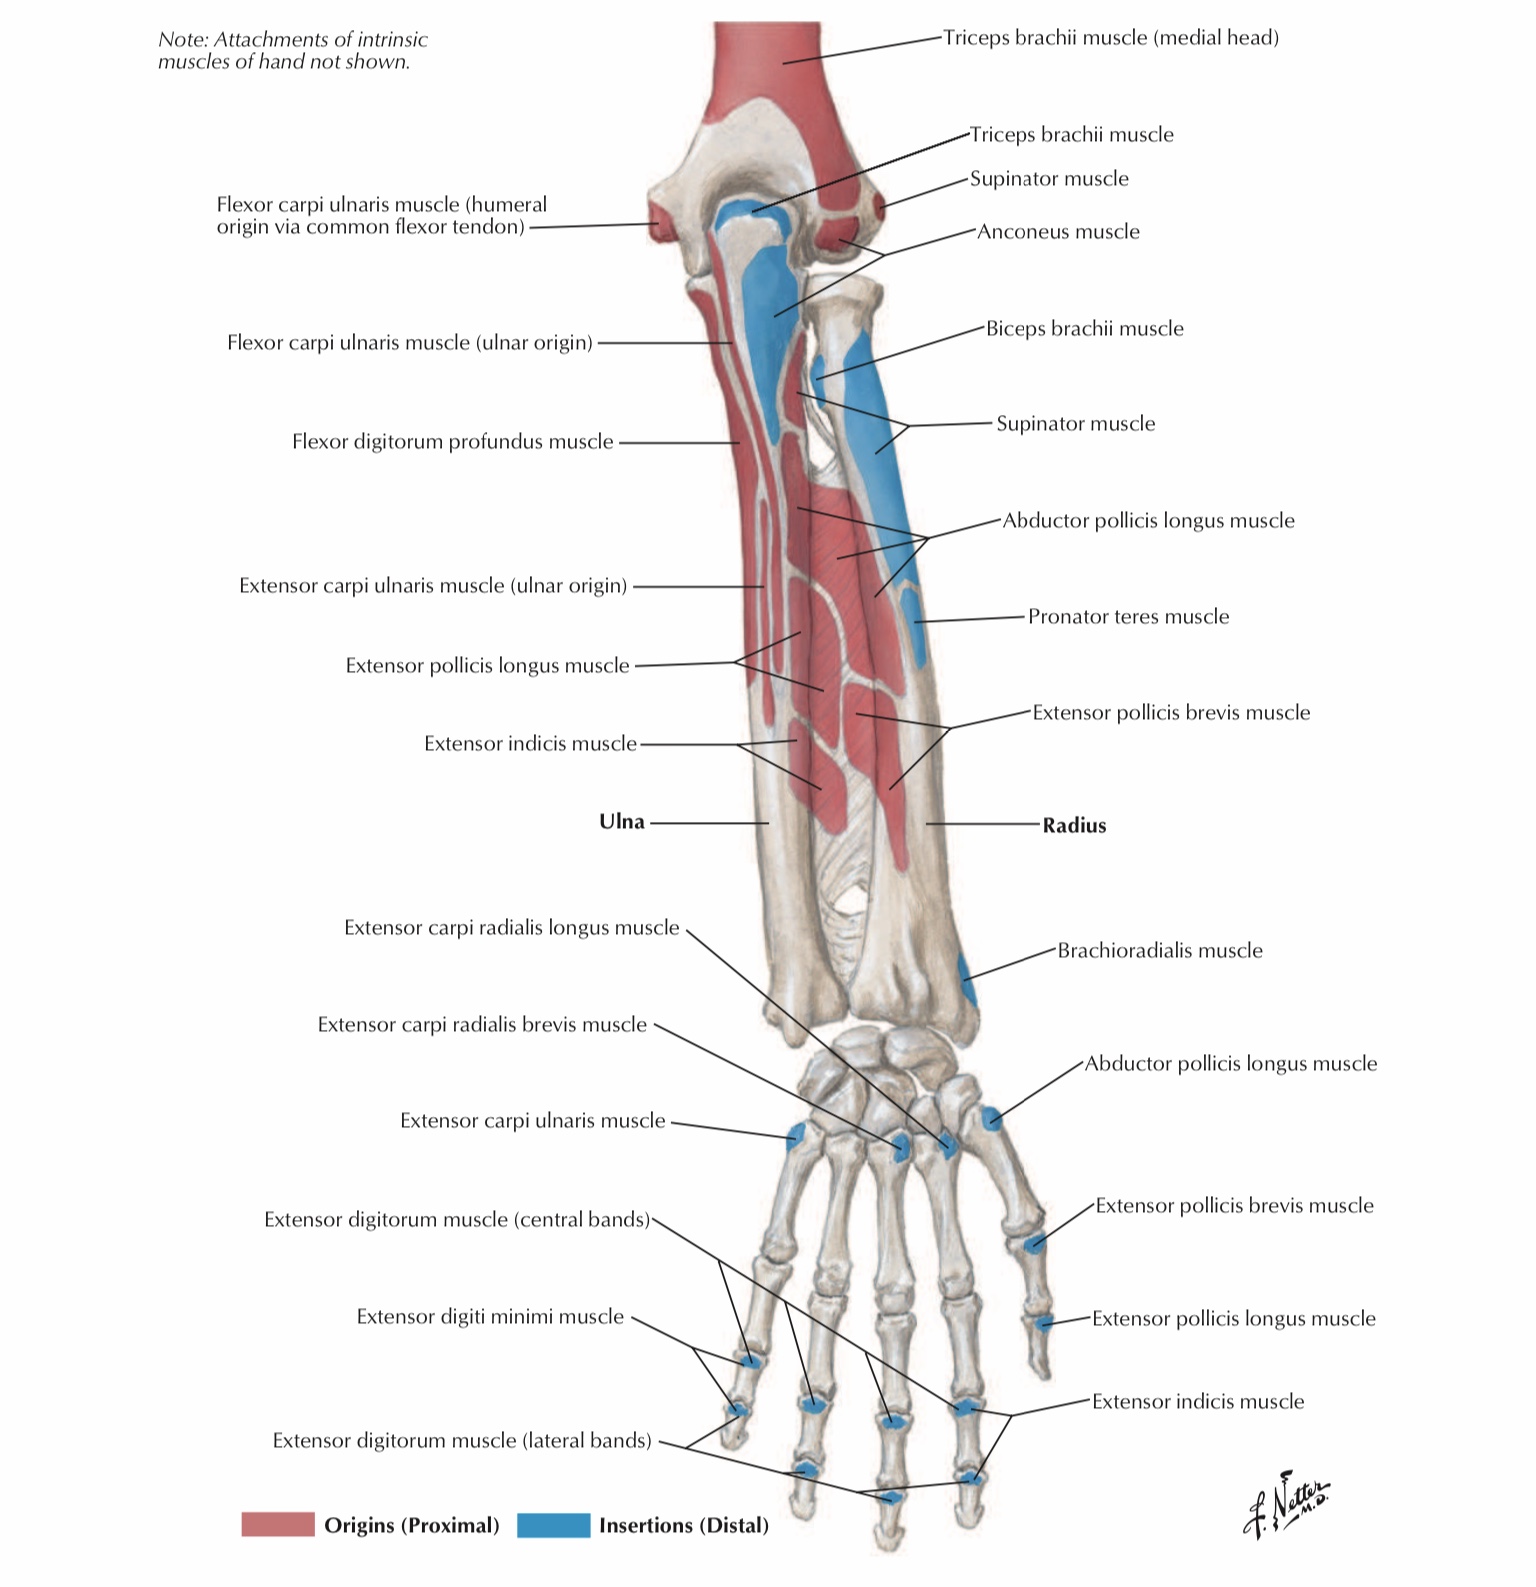 Note: Attachments of intrinsic
muscles of hand not shown.
Triceps brachii muscle (medial head)
Triceps brachii muscle
Supinator muscle
Flexor carpi ulnaris muscle (humeral
origin via common flexor tendon)
Anconeus muscle
Biceps brachii muscle
Flexor carpi ulnaris muscle (ulnar origin)
Supinator muscle
Flexor digitorum profundus muscle
Abductor pollicis longus muscle
Extensor carpi ulnaris muscle (ulnar origin)
Pronator teres muscle
Extensor pollicis longus muscle
Extensor pollicis brevis muscle
Extensor indicis muscle
Ulna
Radius
Extensor carpi radialis longus muscle
Brachioradialis muscle
Extensor carpi radialis brevis muscle
Abductor pollicis longus muscle
Extensor carpi ulnaris muscle
Extensor pollicis brevis muscle
Extensor digitorum muscle (central bands)
Extensor digiti minimi muscle
Extensor pollicis longus muscle
Extensor indicis muscle
Extensor digitorum muscle (lateral bands)
F. Netter
M.D.
Origins (Proximal)
Insertions (Distal)